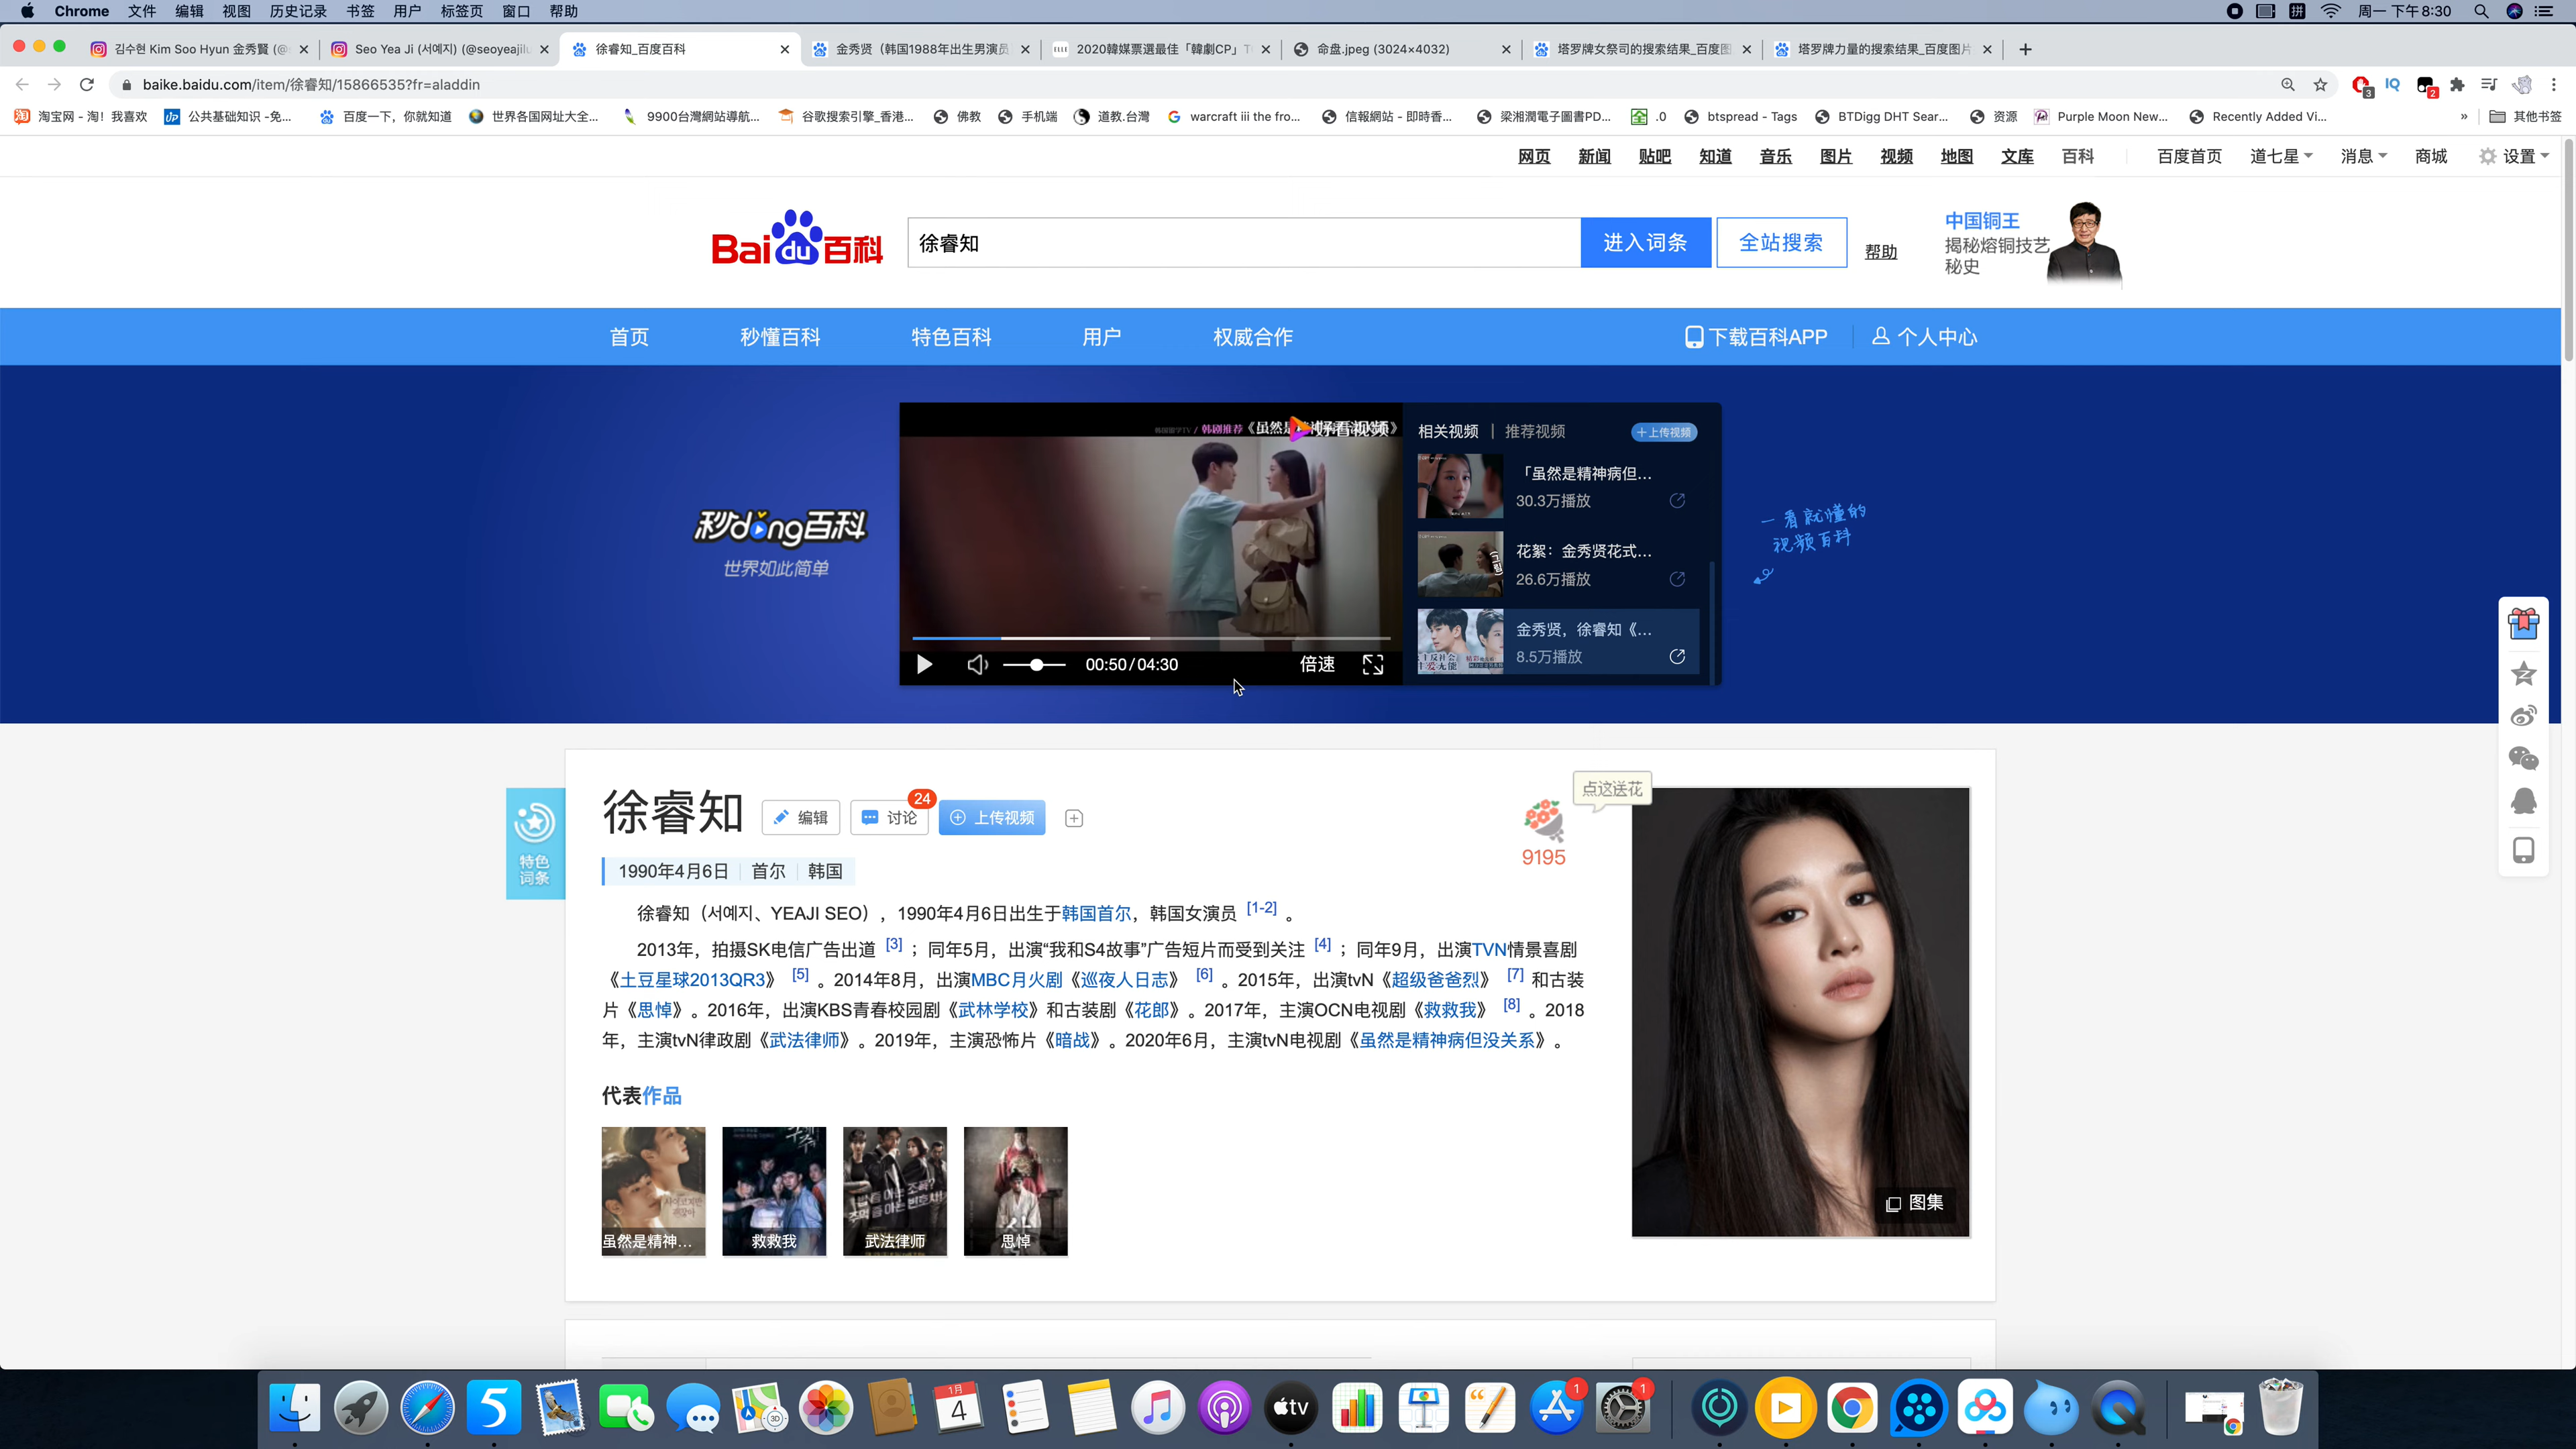 Chrome 文件 编辑 视图 历史记录 书签 用户 标签页 窗口 帮助 周一 下午8:30
김수현 Kim Soo Hyun 金秀賢 (@ Seo Yea Ji (서예지) (@seoyeajiu 徐睿知_百度百科 金秀贤（韩国1988年出生男演员 2020韓媒票選最佳「韓劇CP」T 命盘.jpeg (3024×4032) 塔罗牌女祭司的搜索结果_百度图 塔罗牌力量的搜索结果_百度图片
baike.baidu.com/item/徐睿知/15866535?fr=aladdin
淘宝网 - 淘！我喜欢 公共基础知识 -免... 百度一下，你就知道 世界各国网址大全... 9900台灣網站導航... 谷歌搜索引擎_香港... 佛教 手机端 道教.台灣 warcraft iii the fro... 信報網站 - 即時香... 梁湘潤電子圖書PD... .0 btspread - Tags BTDigg DHT Sear... 资源 Purple Moon New... Recently Added Vi... » 其他书签
网页 新闻 贴吧 知道 音乐 图片 视频 地图 文库 百科 百度首页 道七星 消息 商城 设置
Bai du 百科 徐睿知 进入词条 全站搜索 帮助
中国铜王
揭秘熔铜技艺
秘史
首页 秒懂百科 特色百科 用户 权威合作 下载百科APP 个人中心
秒dǒng百科
世界如此简单
韩剧推荐
好看视频
00:50/04:30 倍速
相关视频 | 推荐视频 +上传视频
「虽然是精神病但...
30.3万播放
花絮：金秀贤花式...
26.6万播放
金秀贤，徐睿知《...
8.5万播放
一看就懂的
视频百科
特色
词条
徐睿知 编辑 讨论 24 上传视频
点这送花
9195
1990年4月6日 首尔 韩国
徐睿知（서예지、YEAJI SEO），1990年4月6日出生于韩国首尔，韩国女演员 [1-2] 。
2013年，拍摄SK电信广告出道 [3] ；同年5月，出演“我和S4故事”广告短片而受到关注 [4] ；同年9月，出演TVN情景喜剧
《土豆星球2013QR3》 [5] 。2014年8月，出演MBC月火剧《巡夜人日志》 [6] 。2015年，出演tvN《超级爸爸烈》 [7] 和古装
片《思悼》。2016年，出演KBS青春校园剧《武林学校》和古装剧《花郎》。2017年，主演OCN电视剧《救救我》 [8] 。2018
年，主演tvN律政剧《武法律师》。2019年，主演恐怖片《暗战》。2020年6月，主演tvN电视剧《虽然是精神病但没关系》。
代表作品
虽然是精神... 救救我 武法律师 思悼
图集
1月
4
3D
tv
1
1